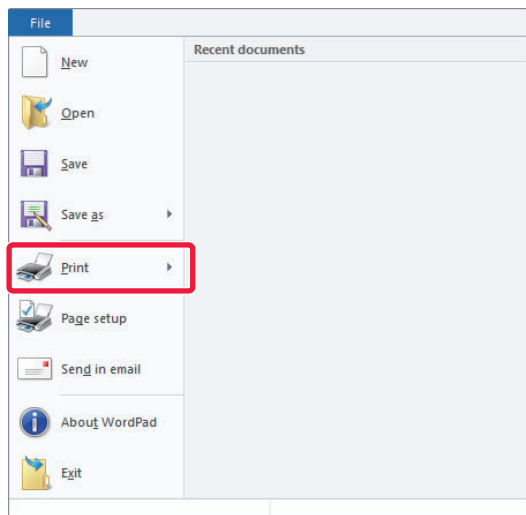 File
Recent documents
New
Open
Save
Save as
Print
Page setup
Send in email
About WordPad
Exit